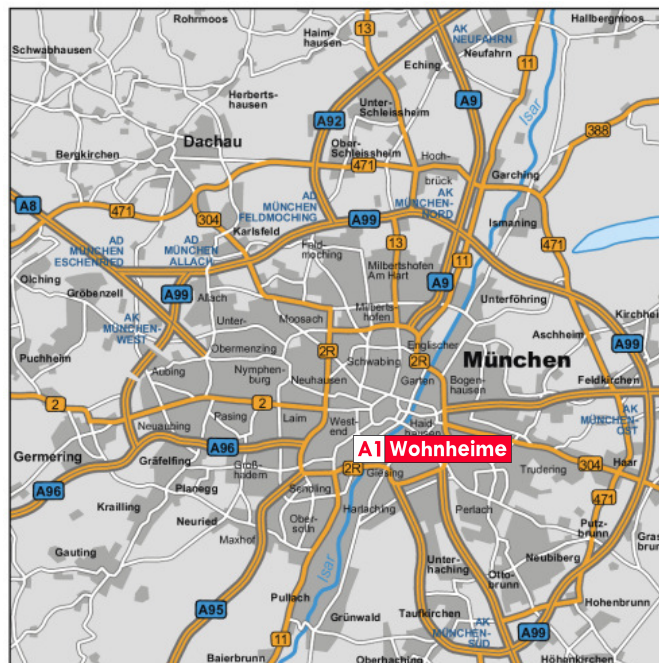 Rohrmoos
13
Hallbergmoos
Haim-
hausen
AK
NEUFAHRN
Neufahrn
Schwabhausen
Eching
11
Isar
Herberts-
hausen
A92
Unter-
Schleissheim
A9
388
Dachau
Ober-
Schleissheim
Bergkirchen
471
Hoch-
brück
Garching
A8
471
304
AD
MÜNCHEN
FELDMOCHING
AK
MÜNCHEN-
NORD
Ismaning
A99
AD
MÜNCHEN
ESCHENRIED
AD
MÜNCHEN
ALLACH
Karlsfeld
Feld-
moching
13
11
471
Olching
Gröbenzell
A99
Allach
Milbertshofen
Am Hart
A9
Unterföhring
AK
MÜNCHEN-
WEST
Unter-
Moosach
Milberts-
hofen
Kirchheim
Aschheim
A99
Puchheim
Obermenzing
2R
Schwabing
Englischer
2R
München
Aubing
Nymphen-
burg
Neuhausen
Garten
Bogen-
hausen
Feldkirchen
2
2
Neuaubing
Pasing
Laim
West-
end
Haid-
hausen
AK
MÜNCHEN-
OST
Germering
A96
Gräfelfing
Groß-
hadern
A1 Wohnheime
2R
Giesing
Trudering
304
Haar
A96
Planegg
Sendling
471
Krailling
Neuried
Ober-
Harlaching
Perlach
Putz-
brunn
Maxhof
Gauting
Isar
Unter-
haching
Neubiberg
Otto-
brunn
A95
Pullach
Hohenbrunn
Grünwald
Taufkirchen
AK
MÜNCHEN-
SÜD
A99
11
Baierbrunn
Oberhaching
Höhenkirchen